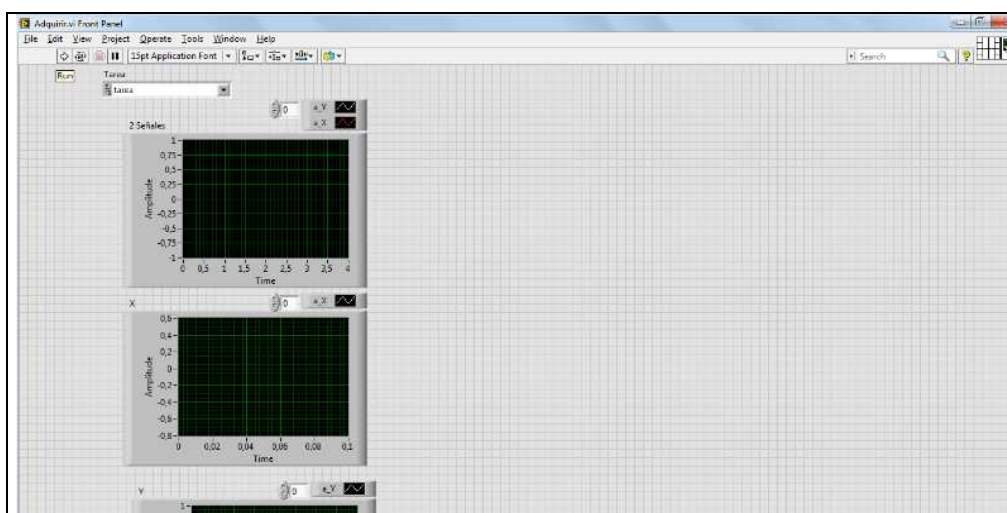 Adquirir.vi Front Panel
File Edit View Project Operate Tools Window Help
15pt Application Font
Search
Run
Tarea
tarea
0
a_Y
a_X
2 Señales
1
0,75
0,5
0,25
0
-0,25
-0,5
-0,75
-1
Amplitude
0 0,5 1 1,5 2 2,5 3 3,5 4
Time
X
0
a_X
0,6
0,4
0,2
0
-0,2
-0,4
-0,6
-0,8
Amplitude
0 0,02 0,04 0,06 0,08 0,1
Time
Y
0
a_Y
1